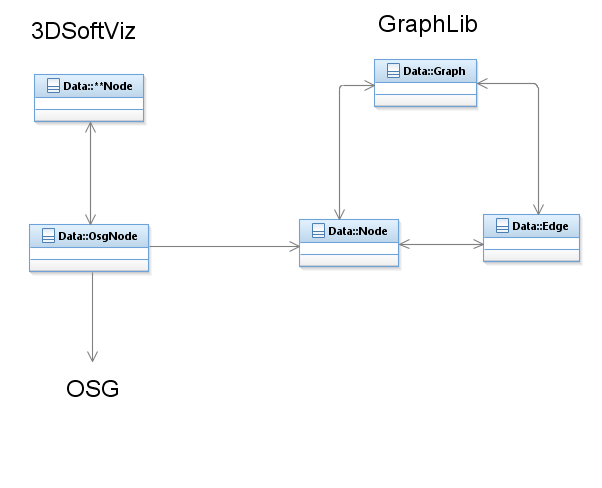 3DSoftViz
GraphLib
Data::**Node
Data::Graph
Data::OsgNode
Data::Node
Data::Edge
OSG